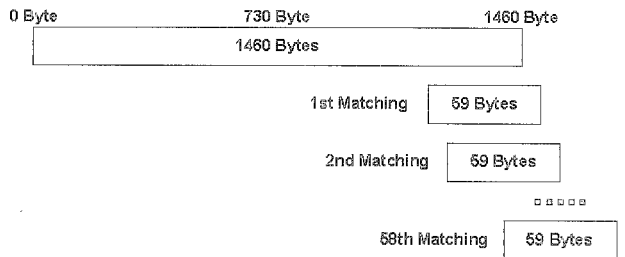 0 Byte 730 Byte 1460 Byte
1460 Bytes
1st Matching 59 Bytes
2nd Matching 59 Bytes
58th Matching 59 Bytes